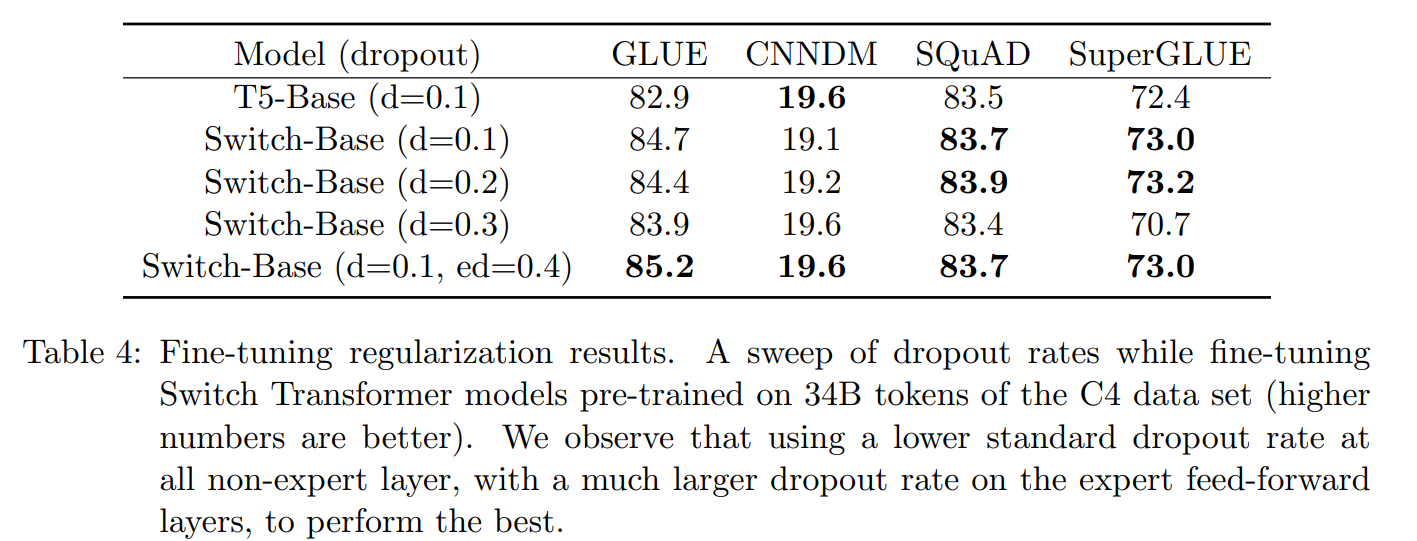 Model (dropout) GLUE CNNDM SQuAD SuperGLUE
T5-Base (d=0.1) 82.9 19.6 83.5 72.4
Switch-Base (d=0.1) 84.7 19.1 83.7 73.0
Switch-Base (d=0.2) 84.4 19.2 83.9 73.2
Switch-Base (d=0.3) 83.9 19.6 83.4 70.7
Switch-Base (d=0.1, ed=0.4) 85.2 19.6 83.7 73.0
Table 4: Fine-tuning regularization results. A sweep of dropout rates while fine-tuning
Switch Transformer models pre-trained on 34B tokens of the C4 data set (higher
numbers are better). We observe that using a lower standard dropout rate at
all non-expert layer, with a much larger dropout rate on the expert feed-forward
layers, to perform the best.